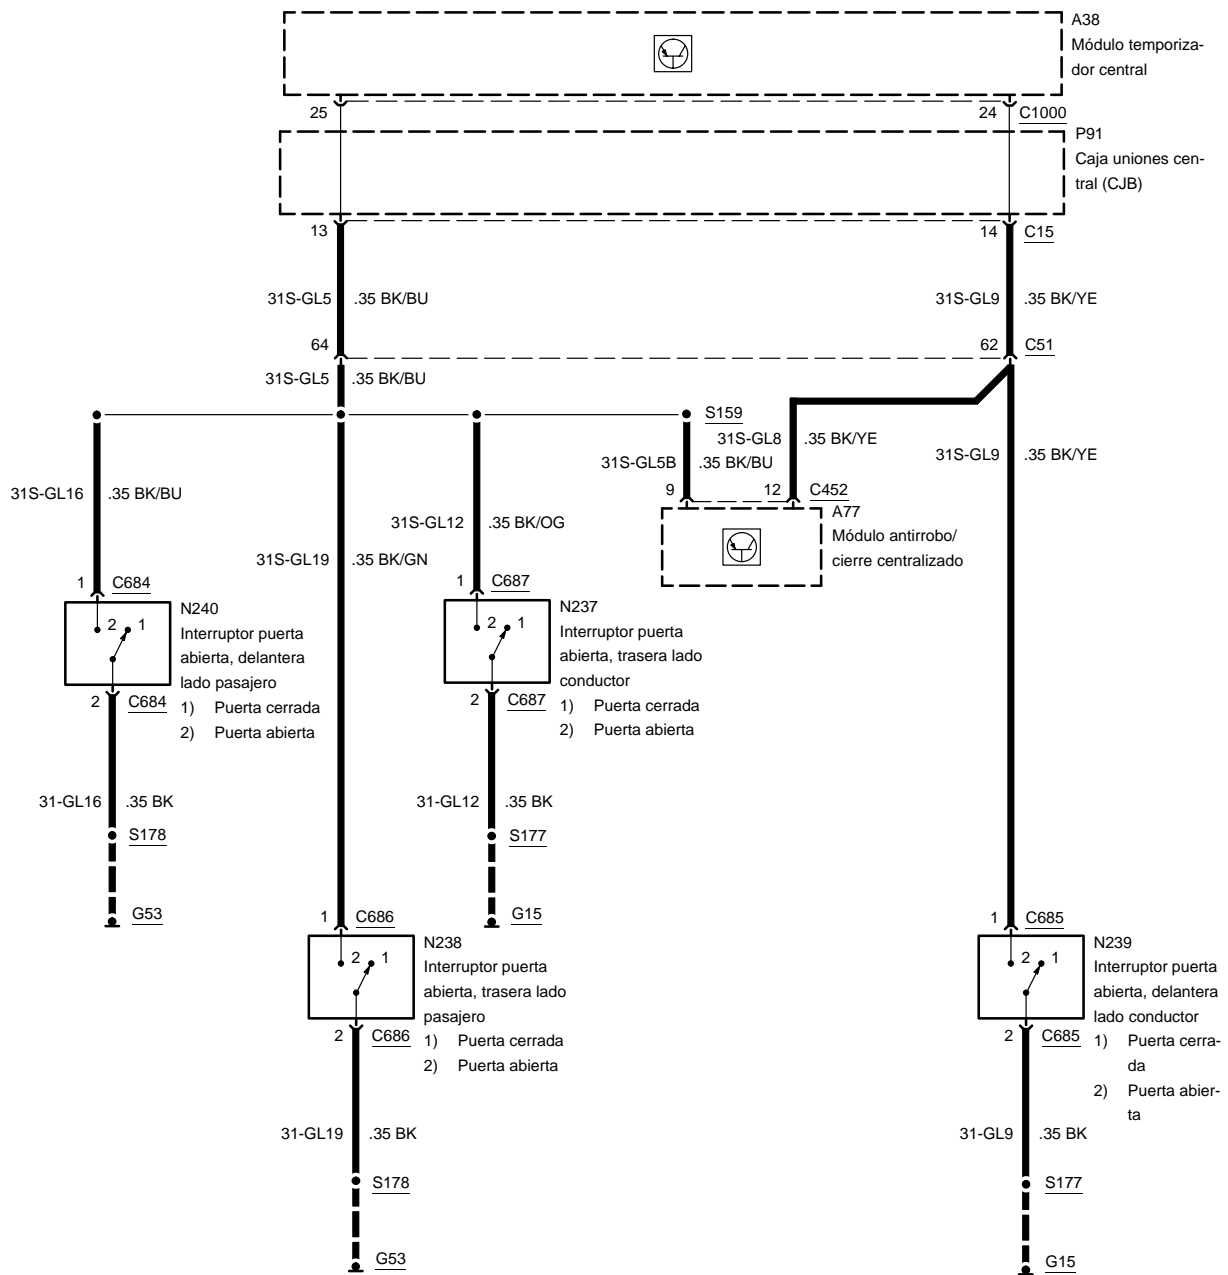 A38
Módulo temporiza-
dor central
25
24
C1000
P91
Caja uniones cen-
tral (CJB)
13
14
C15
31S-GL5
.35 BK/BU
31S-GL9
.35 BK/YE
64
62
C51
31S-GL5
.35 BK/BU
S159
31S-GL8
.35 BK/YE
31S-GL9
.35 BK/YE
31S-GL5B
.35 BK/BU
9
12
C452
A77
Módulo antirrobo/
cierre centralizado
31S-GL16
.35 BK/BU
31S-GL12
.35 BK/OG
31S-GL19
.35 BK/GN
1
C684
2
1
N240
Interruptor puerta
abierta, delantera
lado pasajero
1) Puerta cerrada
2) Puerta abierta
2
C684
1
C687
2
1
N237
Interruptor puerta
abierta, trasera lado
conductor
1) Puerta cerrada
2) Puerta abierta
2
C687
31-GL16
.35 BK
S178
G53
31-GL12
.35 BK
S177
G15
1
C686
2
1
N238
Interruptor puerta
abierta, trasera lado
pasajero
1) Puerta cerrada
2) Puerta abierta
2
C686
1
C685
2
1
N239
Interruptor puerta
abierta, delantera
lado conductor
1) Puerta cerra-
da
2) Puerta abier-
ta
2
C685
31-GL19
.35 BK
S178
G53
31-GL9
.35 BK
S177
G15